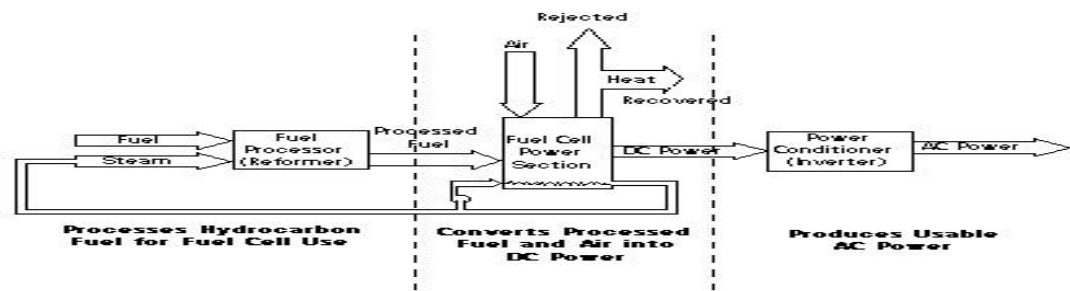 Rejected
Air
Heat
Recovered
Fuel
Steam
Fuel
Processor
(Reformer)
Processed
Fuel
Fuel Cell
Power
Section
DC Power
Power
Conditioner
(Inverter)
AC Power
Processes Hydrocarbon
Fuel for Fuel Cell Use
Converts Processed
Fuel and Air into
DC Power
Produces Usable
AC Power